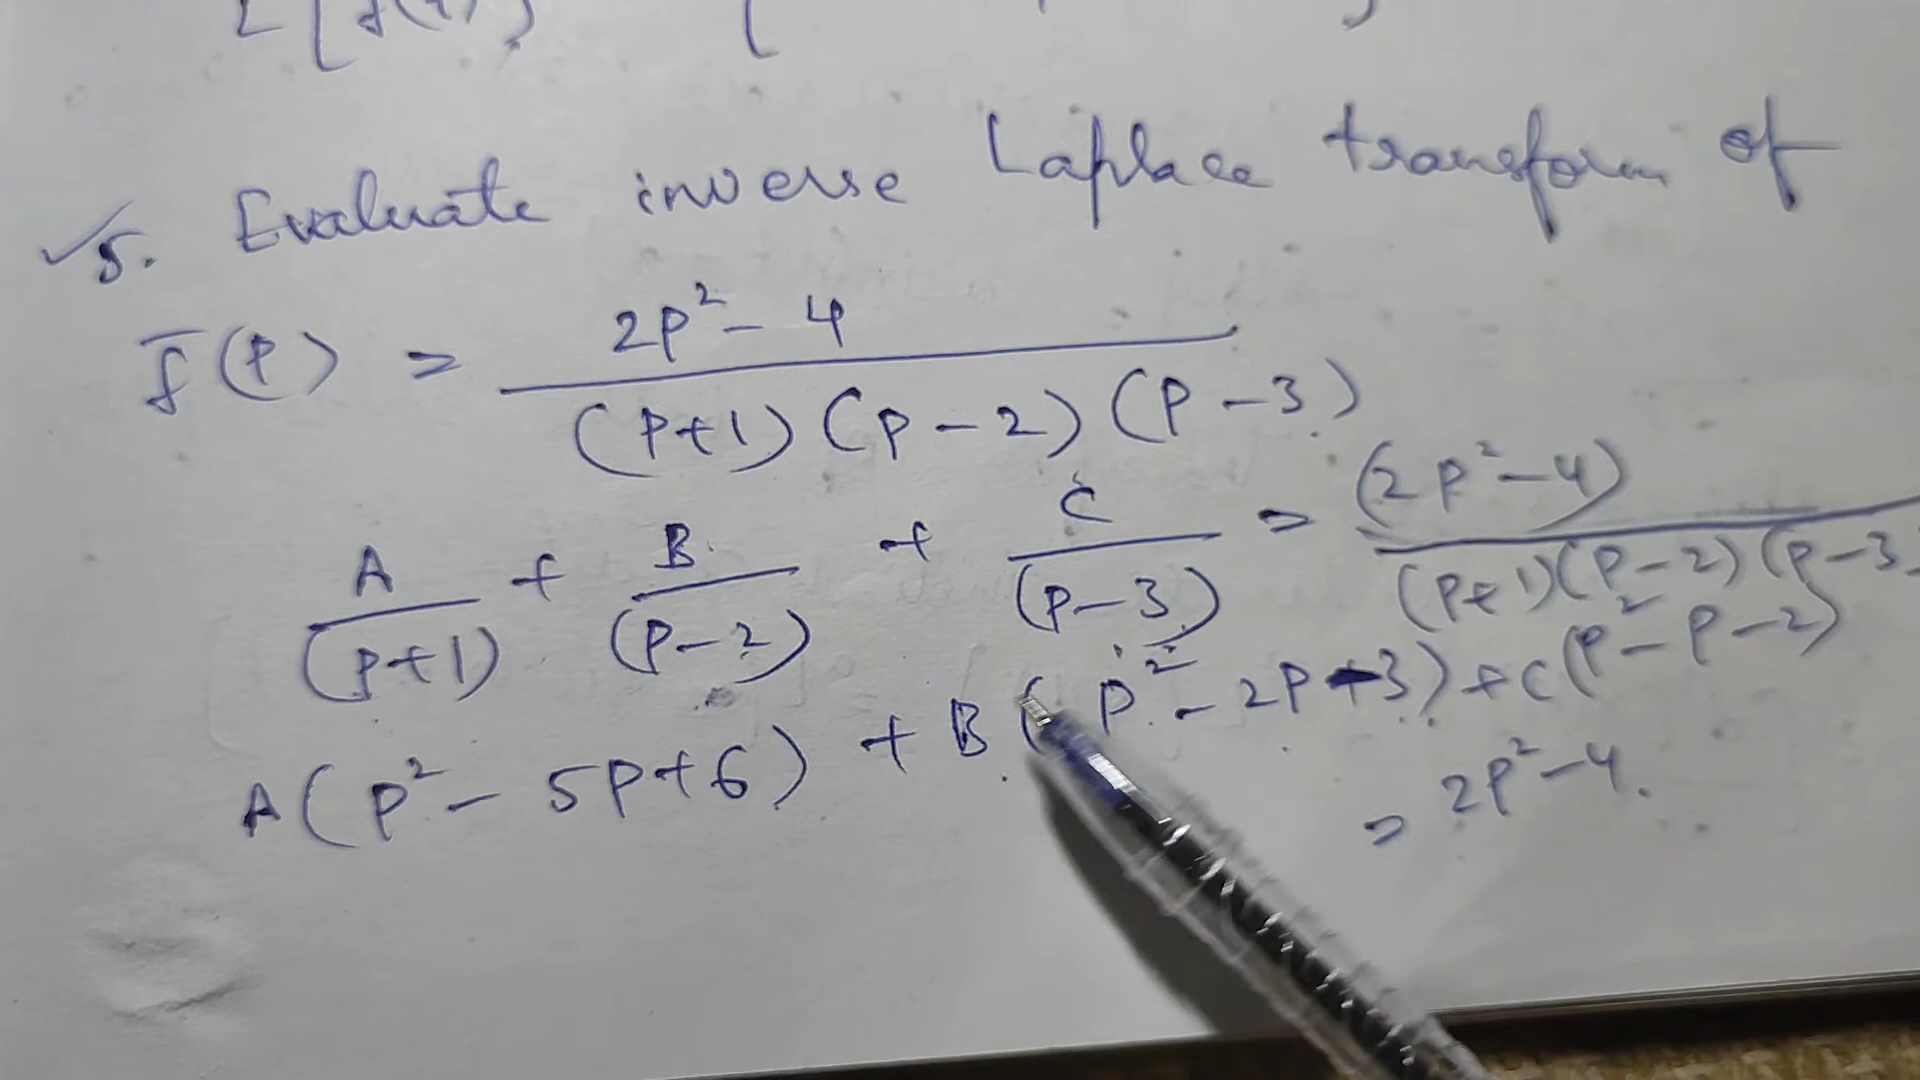 L[f(t)]
✓5. Evaluate inverse Laplace transform of
f̅(P) = 2P² - 4 / (P+1)(P-2)(P-3)
A/(P+1) + B/(P-2) + C/(P-3) = (2P²-4)/(P+1)(P-2)(P-3)
A(P² - 5P+6) + B(P² - 2P-3) + C(P²-P-2)
= 2P²-4.